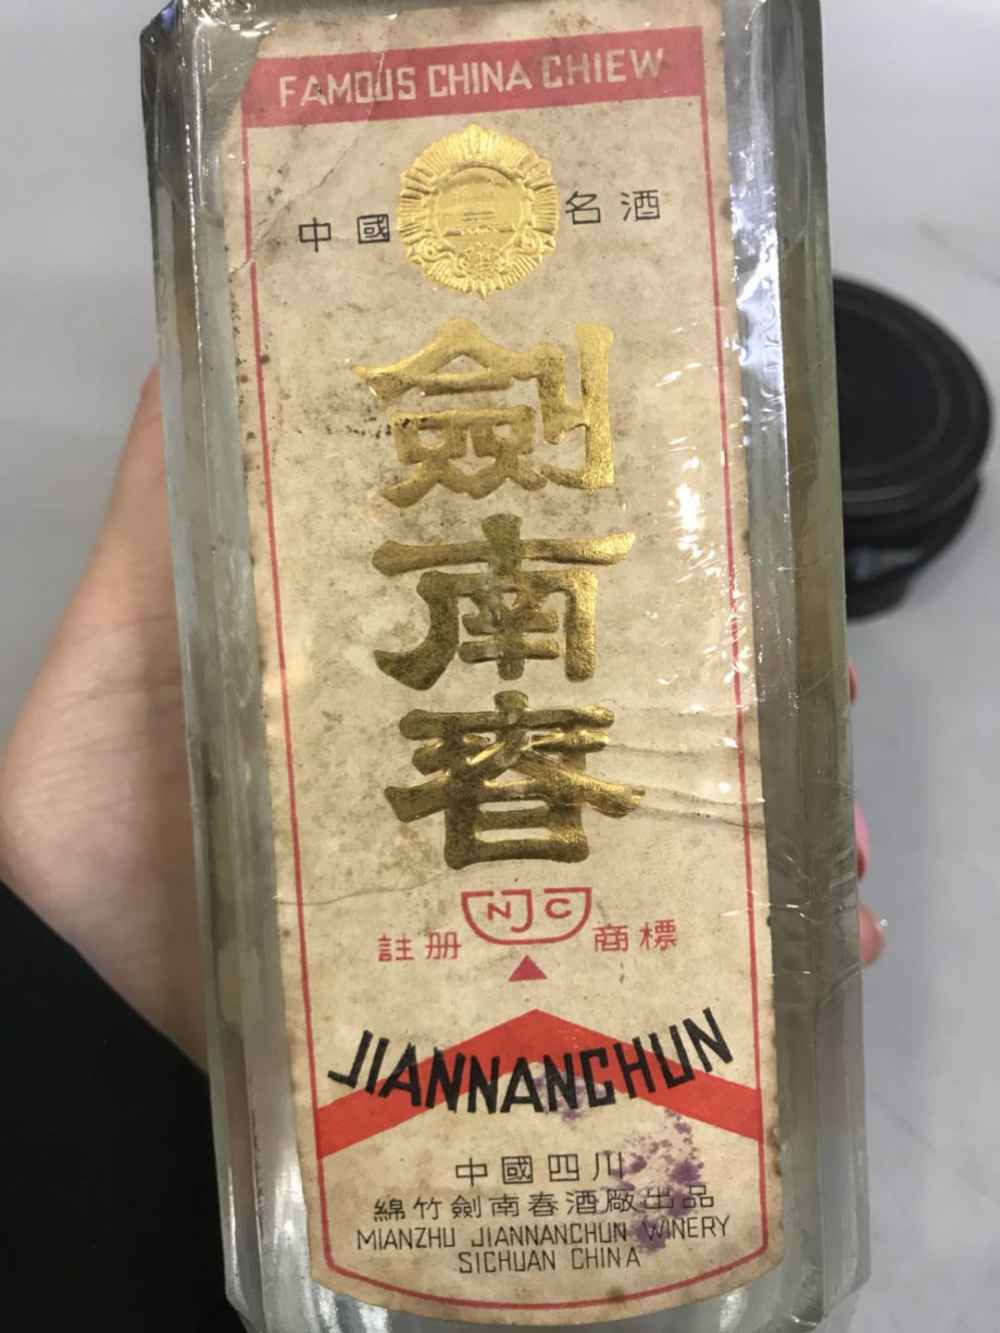 FAMOUS CHINA CHIEW
中國 名酒
劍南春
NJC
註册 商標
JIANNANCHUN
中國四川
綿竹劍南春酒廠出品
MIANZHU JIANNANCHUN WINERY
SICHUAN CHINA